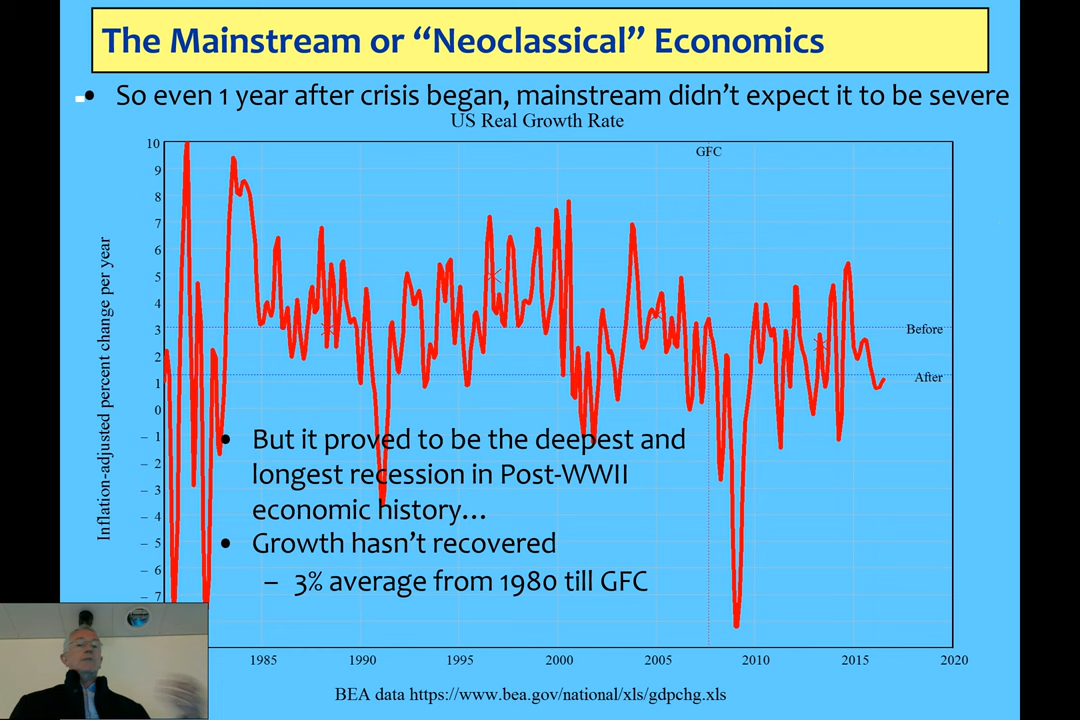 The Mainstream or “Neoclassical” Economics
• So even 1 year after crisis began, mainstream didn’t expect it to be severe
US Real Growth Rate
GFC
10
9
8
7
6
5
4
3
2
1
0
– 1
– 2
– 3
– 4
– 5
– 6
– 7
Inflation-adjusted percent change per year
Before
After
• But it proved to be the deepest and
longest recession in Post-WWII
economic history…
• Growth hasn’t recovered
– 3% average from 1980 till GFC
1985 1990 1995 2000 2005 2010 2015 2020
BEA data https://www.bea.gov/national/xls/gdpchg.xls